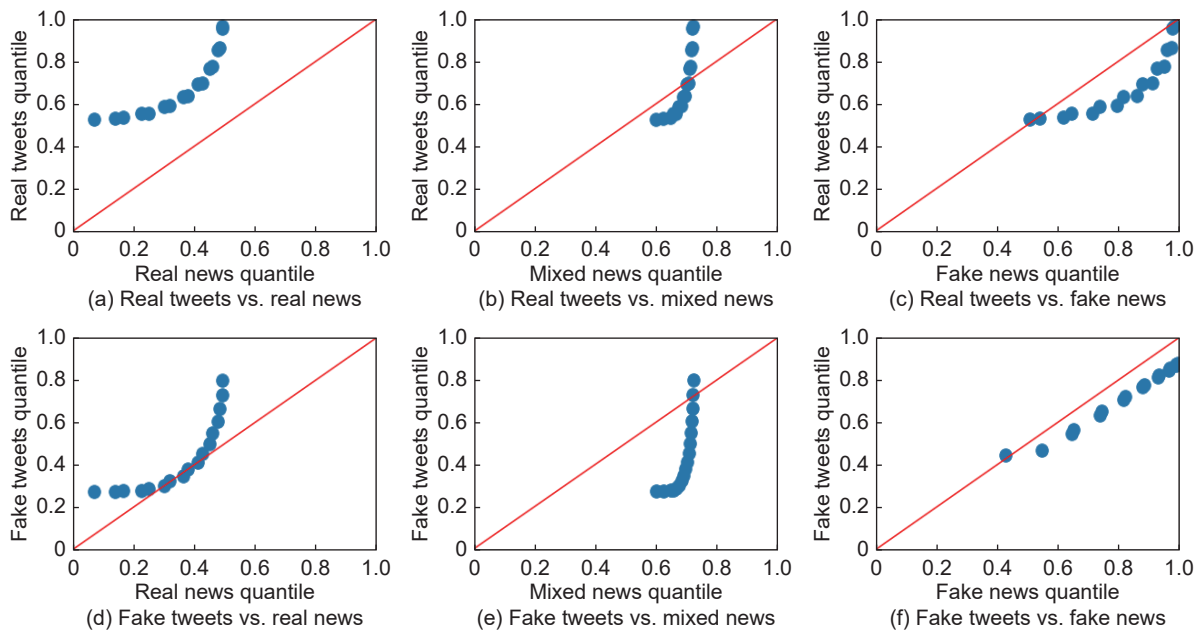 1.0 1.0 1.0
0.8 0.8 0.8
0.6 0.6 0.6
0.4 0.4 0.4
0.2 0.2 0.2
0 0 0
Real tweets quantile Real tweets quantile Real tweets quantile
0 0.2 0.4 0.6 0.8 1.0 0 0.2 0.4 0.6 0.8 1.0 0 0.2 0.4 0.6 0.8 1.0
Real news quantile Mixed news quantile Fake news quantile
(a) Real tweets vs. real news (b) Real tweets vs. mixed news (c) Real tweets vs. fake news
1.0 1.0 1.0
0.8 0.8 0.8
0.6 0.6 0.6
0.4 0.4 0.4
0.2 0.2 0.2
0 0 0
Fake tweets quantile Fake tweets quantile Fake tweets quantile
0 0.2 0.4 0.6 0.8 1.0 0 0.2 0.4 0.6 0.8 1.0 0 0.2 0.4 0.6 0.8 1.0
Real news quantile Mixed news quantile Fake news quantile
(d) Fake tweets vs. real news (e) Fake tweets vs. mixed news (f) Fake tweets vs. fake news